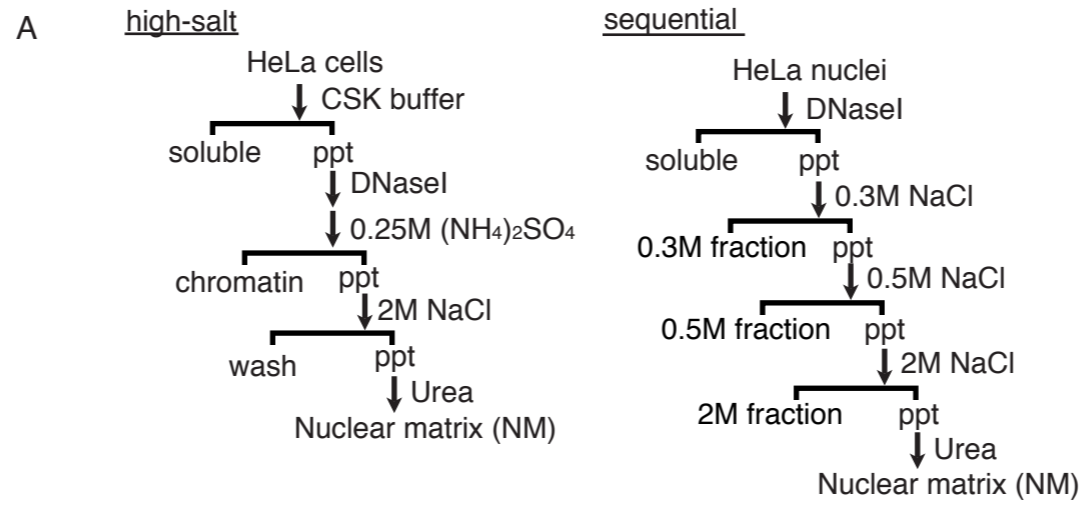 A
high-salt
HeLa cells
CSK buffer
soluble ppt
DNaseI
0.25M (NH4)2SO4
chromatin ppt
2M NaCl
wash ppt
Urea
Nuclear matrix (NM)
sequential
HeLa nuclei
DNaseI
soluble ppt
0.3M NaCl
0.3M fraction ppt
0.5M NaCl
0.5M fraction ppt
2M NaCl
2M fraction ppt
Urea
Nuclear matrix (NM)